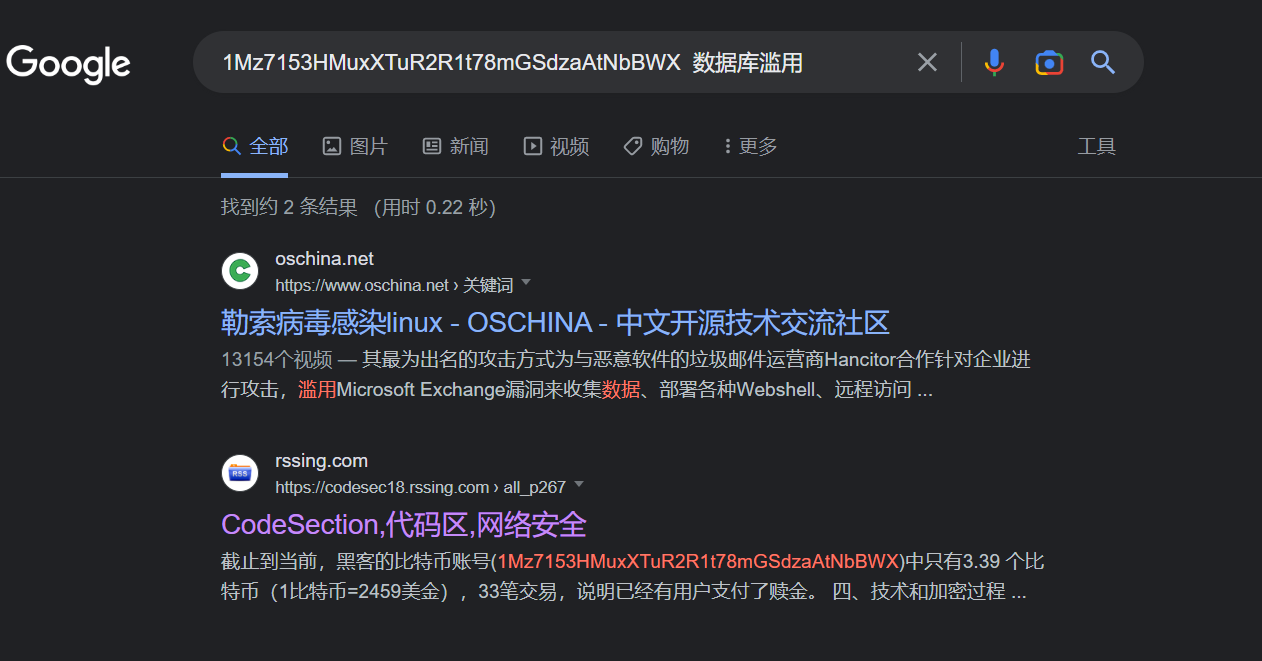 Google
1Mz7153HMuxXTuR2R1t78mGSdzaAtNbBWX 数据库滥用
全部 图片 新闻 视频 购物 更多 工具
找到约 2 条结果 （用时 0.22 秒）
oschina.net
https://www.oschina.net › 关键词
勒索病毒感染linux - OSCHINA - 中文开源技术交流社区
13154个视频 — 其最为出名的攻击方式为与恶意软件的垃圾邮件运营商Hancitor合作针对企业进
行攻击，滥用Microsoft Exchange漏洞来收集数据、部署各种Webshell、远程访问 ...
RSS
rssing.com
https://codesec18.rssing.com › all_p267
CodeSection,代码区,网络安全
截止到当前，黑客的比特币账号(1Mz7153HMuxXTuR2R1t78mGSdzaAtNbBWX)中只有3.39 个比
特币（1比特币=2459美金），33笔交易，说明已经有用户支付了赎金。 四、技术和加密过程 ...